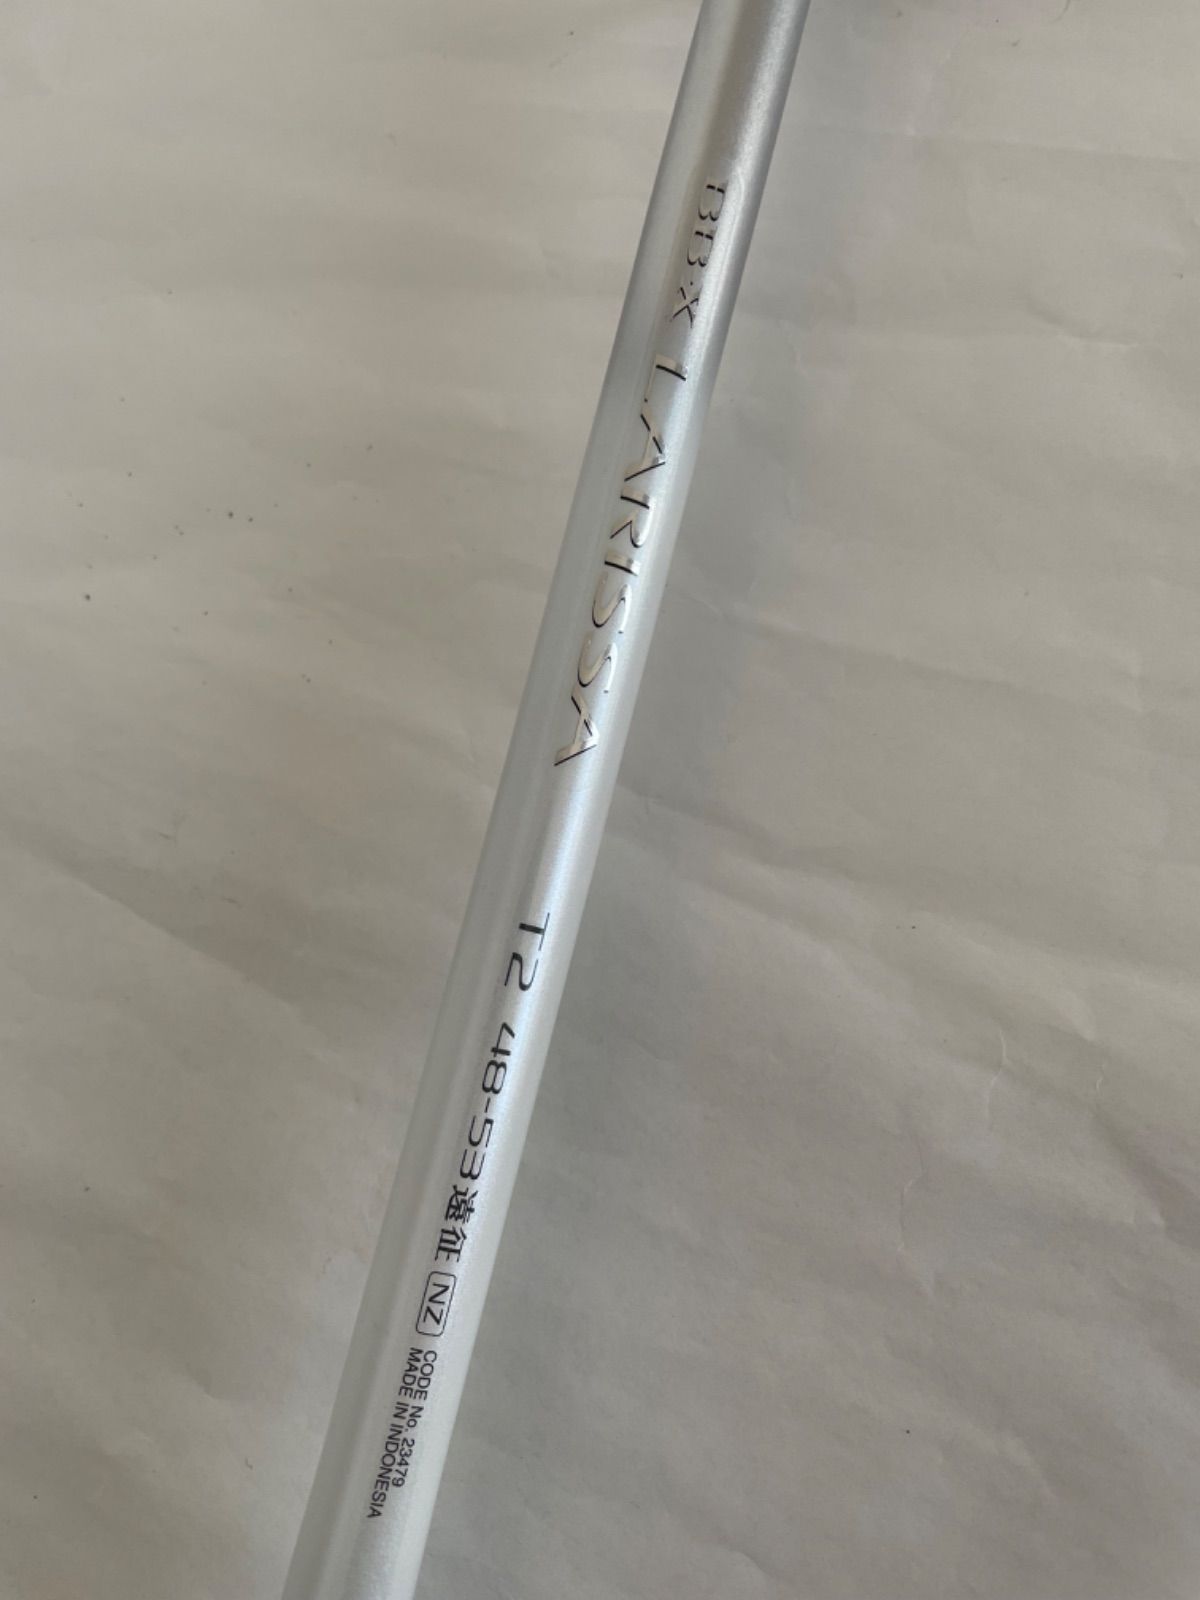 BB-X LARISSA T2 48-53遠征 NZ
CODE No. 23479
MADE IN INDONESIA